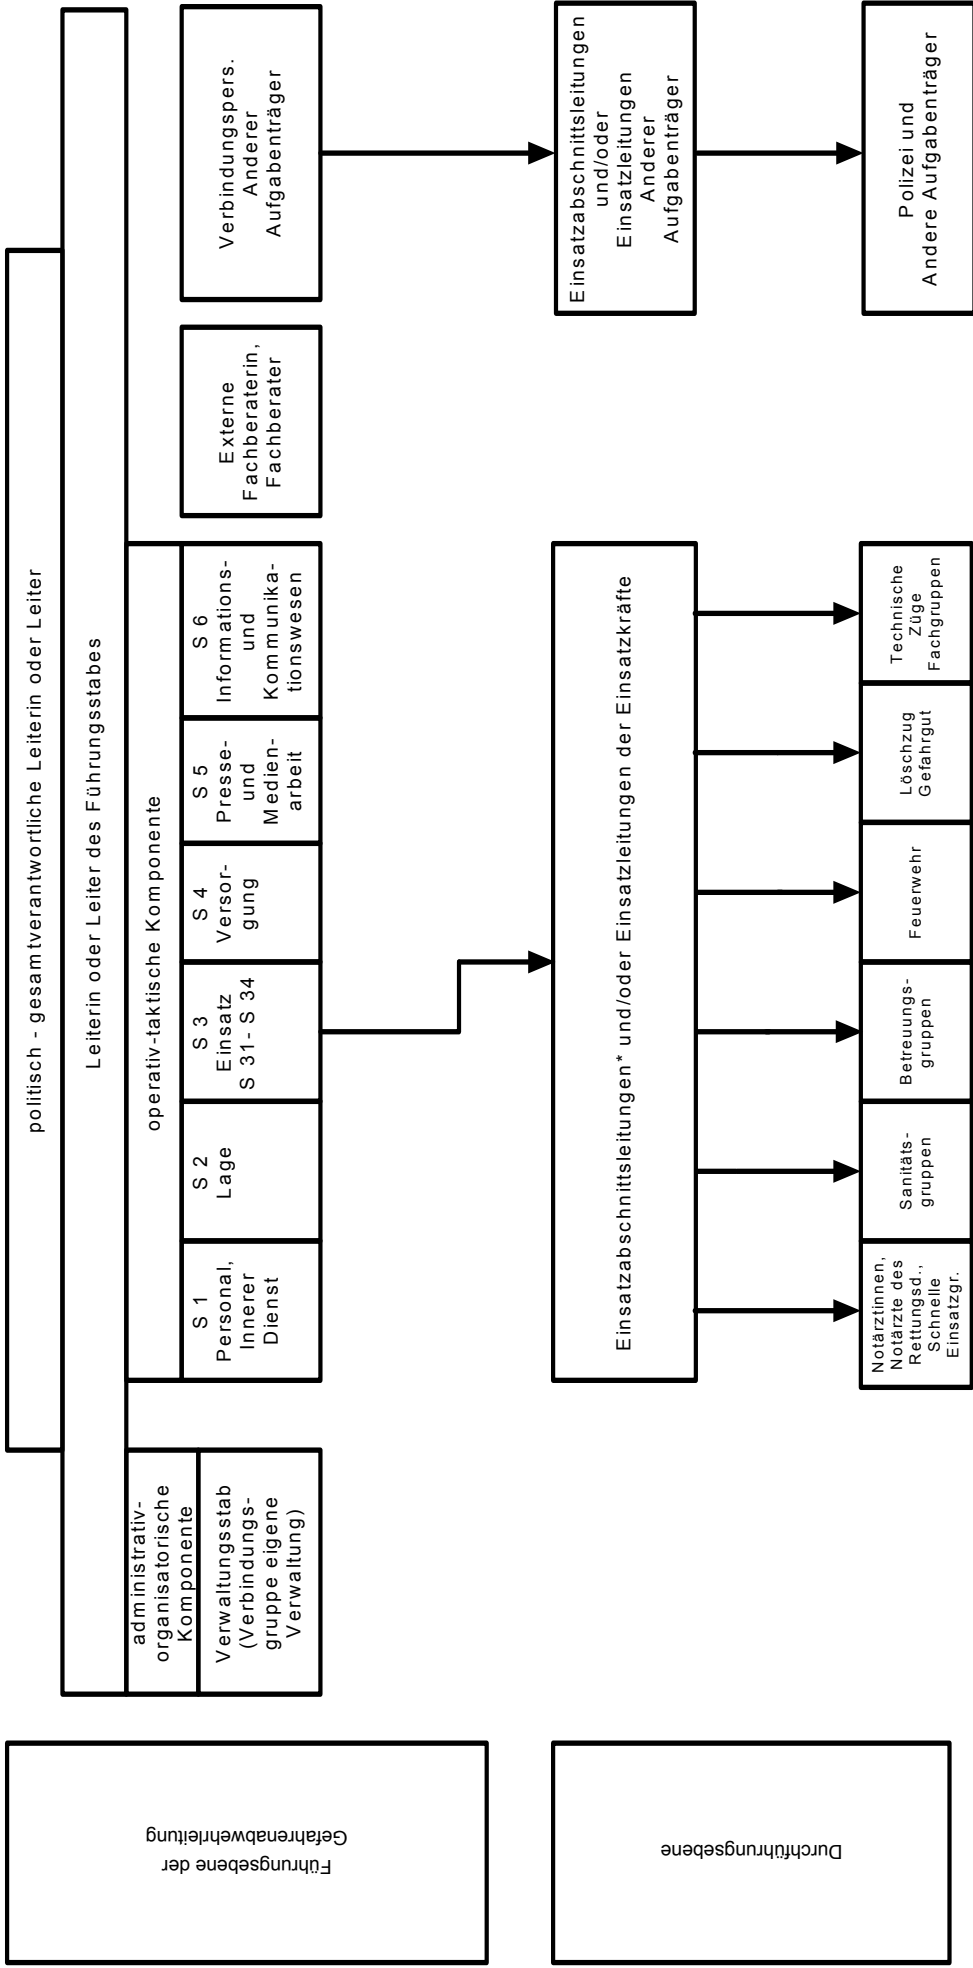 politisch - gesamtverantwortliche Leiterin oder Leiter
Leiterin oder Leiter des Führungsstabes
Führungsebene der
Gefahrenabwehrleitung
administrativ-
organisatorische
Komponente
Verwaltungsstab
(Verbindungs-
gruppe eigene
Verwaltung)
operativ-taktische Komponente
S 1
Personal,
Innerer
Dienst
S 2
Lage
S 3
Einsatz
S 31- S 34
S 4
Versor-
gung
S 5
Presse-
und
Medien-
arbeit
S 6
Informations-
und
Kommunika-
tionswesen
Externe
Fachberaterin,
Fachberater
Verbindungspers.
Anderer
Aufgabenträger
Durchführungsebene
Einsatzabschnittsleitungen* und/oder Einsatzleitungen der Einsatzkräfte
Einsatzabschnittsleitungen
und/oder
Einsatzleitungen
Anderer
Aufgabenträger
Notärztinnen,
Notärzte des
Rettungsd.,
Schnelle
Einsatzgr.
Sanitäts-
gruppen
Betreuungs-
gruppen
Feuerwehr
Löschzug
Gefahrgut
Technische
Züge
Fachgruppen
Polizei und
Andere Aufgabenträger